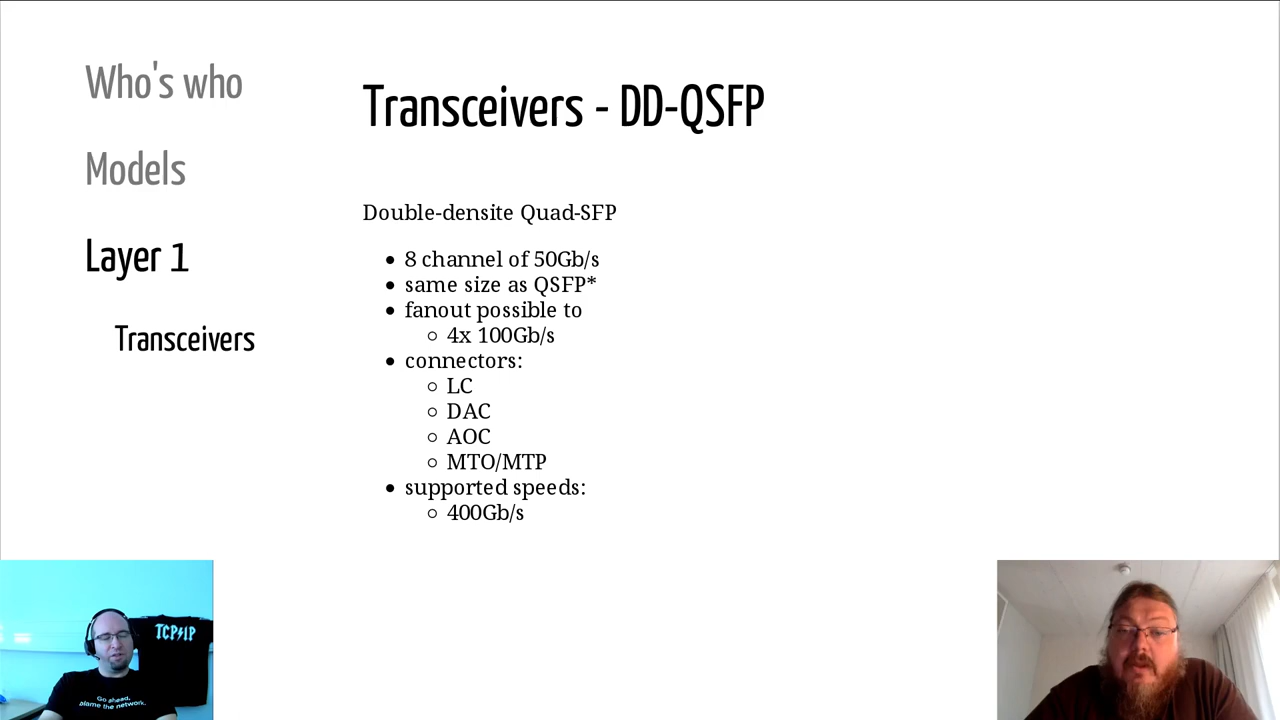 Who's who
Models
Layer 1
Transceivers
Transceivers - DD-QSFP
Double-densite Quad-SFP
8 channel of 50Gb/s
same size as QSFP*
fanout possible to
4x 100Gb/s
connectors:
LC
DAC
AOC
MTO/MTP
supported speeds:
400Gb/s
TCP/IP
Go ahead,
blame the network.